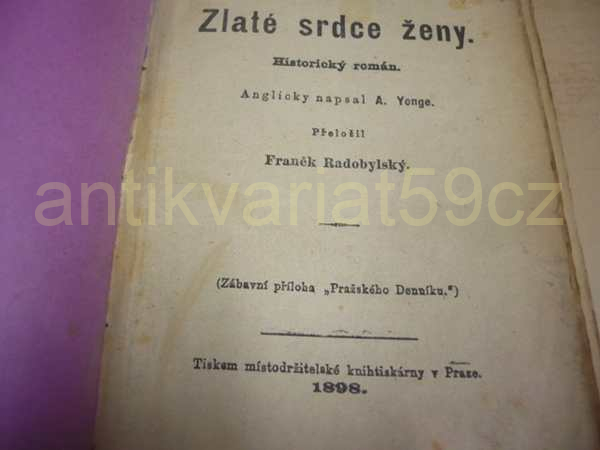 Zlaté srdce ženy.
Historický román.
Anglicky napsal A. Yonge.
Přeložil
Franěk Radobylský.
antikvariat59cz
(Zábavní příloha „Pražského Denníku.")
Tiskem místodržitelské knihtiskárny v Praze.
1898.